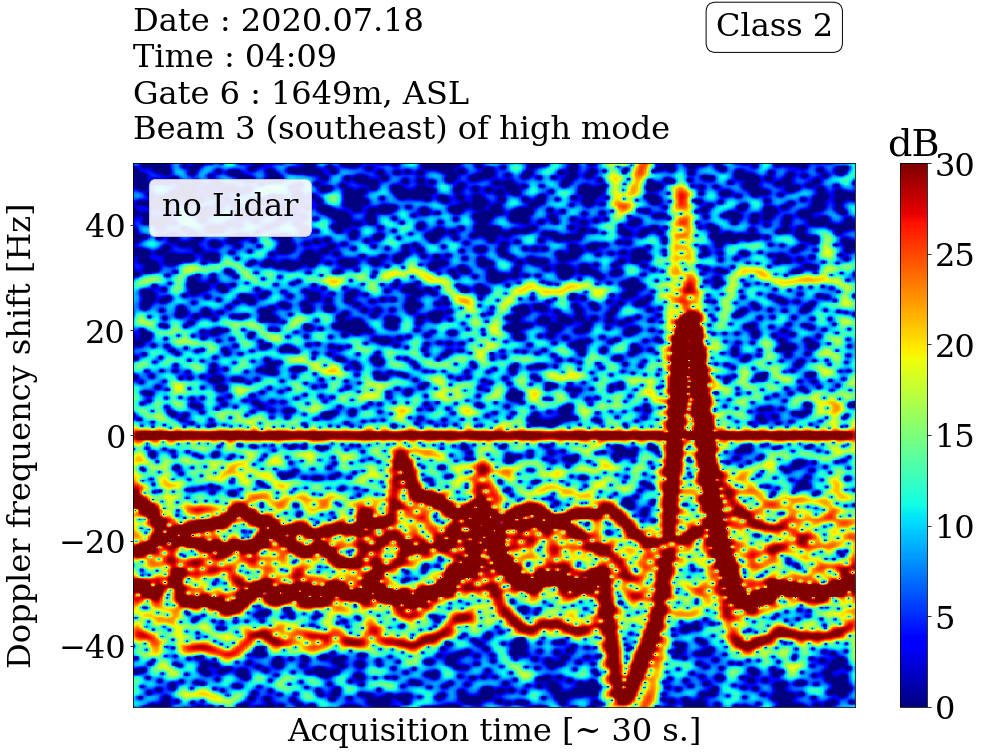 Date : 2020.07.18
Time : 04:09
Gate 6 : 1649m, ASL
Beam 3 (southeast) of high mode
Class 2
dB
no Lidar
Doppler frequency shift [Hz]
40
20
0
−20
−40
30
25
20
15
10
5
0
Acquisition time [~ 30 s.]